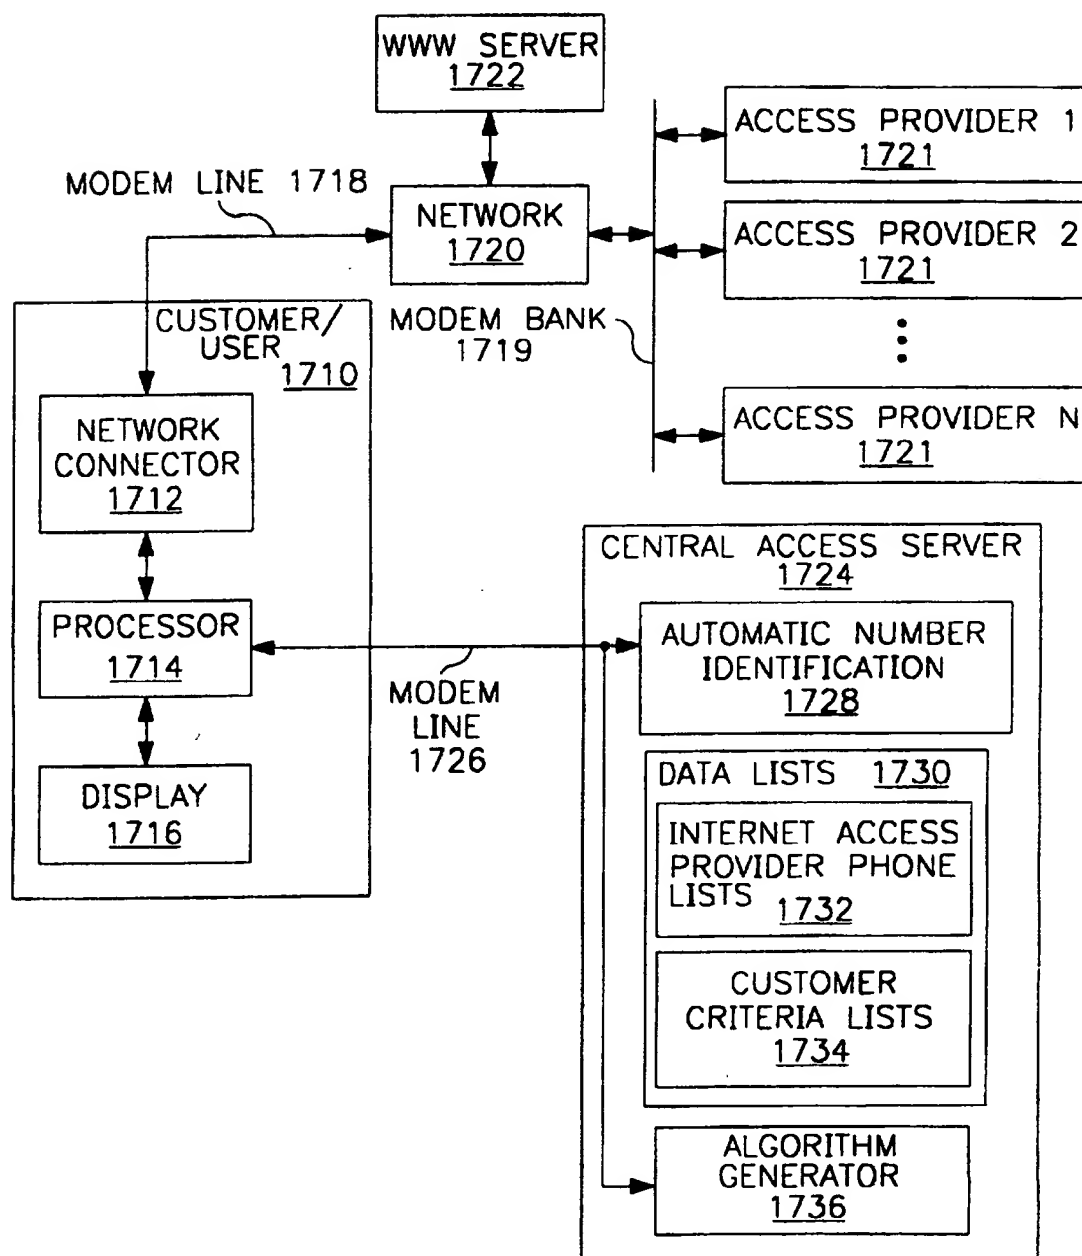 WWW SERVER
1722
ACCESS PROVIDER 1
1721
MODEM LINE 1718
NETWORK
1720
ACCESS PROVIDER 2
1721
MODEM BANK
1719
ACCESS PROVIDER N
1721
CUSTOMER/
USER
1710
NETWORK
CONNECTOR
1712
PROCESSOR
1714
DISPLAY
1716
MODEM
LINE
1726
CENTRAL ACCESS SERVER
1724
AUTOMATIC NUMBER
IDENTIFICATION
1728
DATA LISTS 1730
INTERNET ACCESS
PROVIDER PHONE
LISTS 1732
CUSTOMER
CRITERIA LISTS
1734
ALGORITHM
GENERATOR
1736